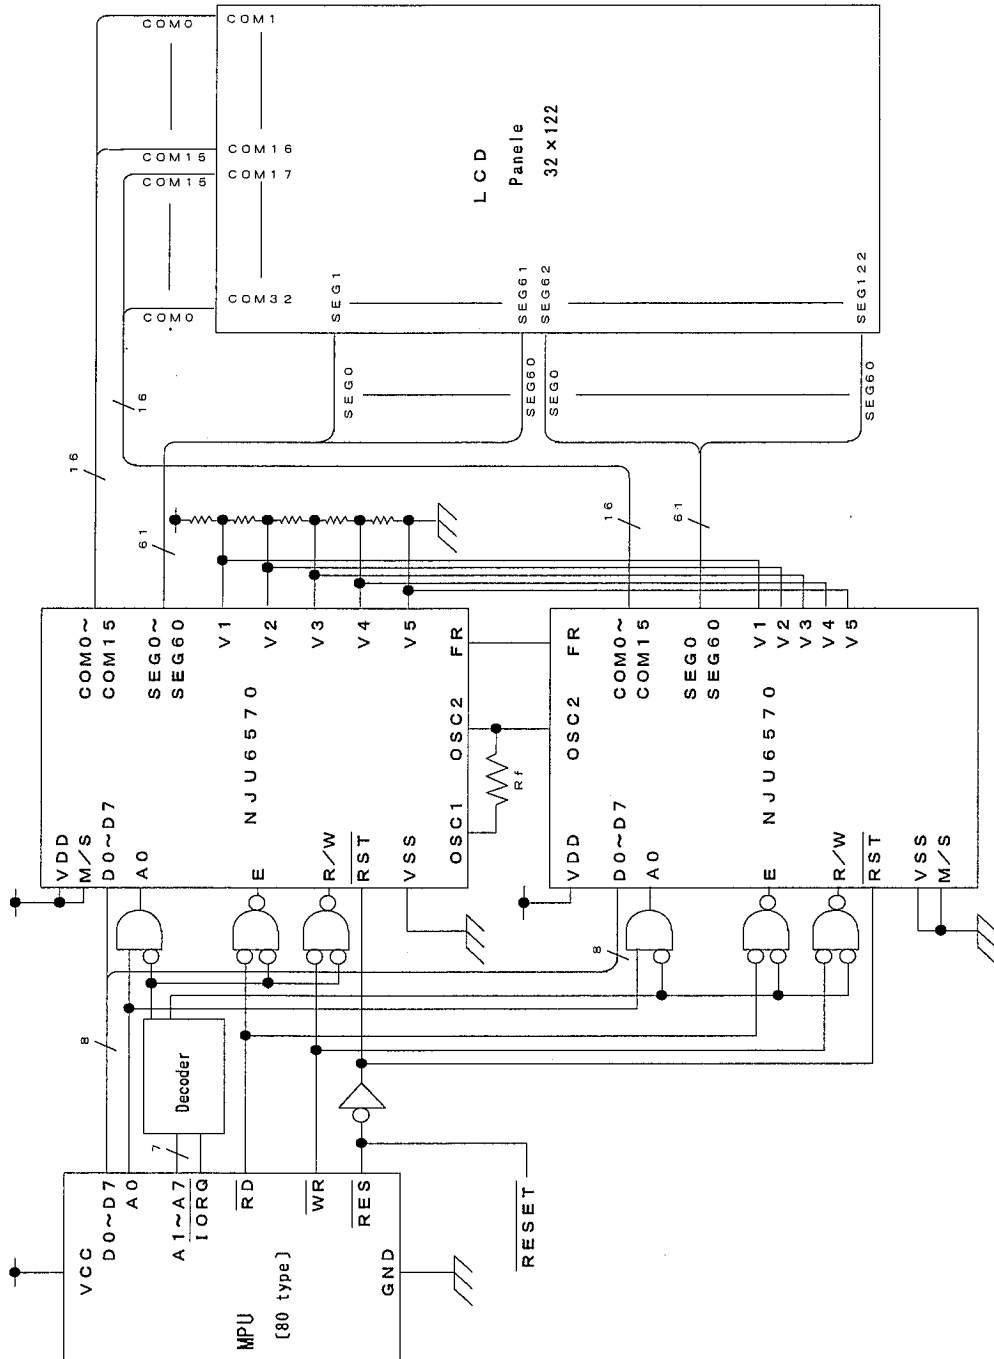 COM0
COM1
COM15
COM16
COM15
COM17
COM0
COM32
LCD
Panele
32×122
SEG1
SEG61
SEG62
SEG122
SEG0
SEG60
SEG0
SEG60
16
16
61
16
61
COM0~
COM15
SEG0~
SEG60
V1
V2
V3
V4
V5
FR
NJU6570
OSC2
OSC1
Rf
VDD
M/S
D0~D7
A0
E
R/W
RST
VSS
FR
COM0~
COM15
SEG0
SEG60
V1
V2
V3
V4
V5
OSC2
NJU6570
VDD
D0~D7
A0
E
R/W
RST
VSS
M/S
8
8
Decoder
7
VCC
D0~D7
A0
A1~A7
IORQ
RD
WR
RES
GND
MPU
[80 type]
RESET